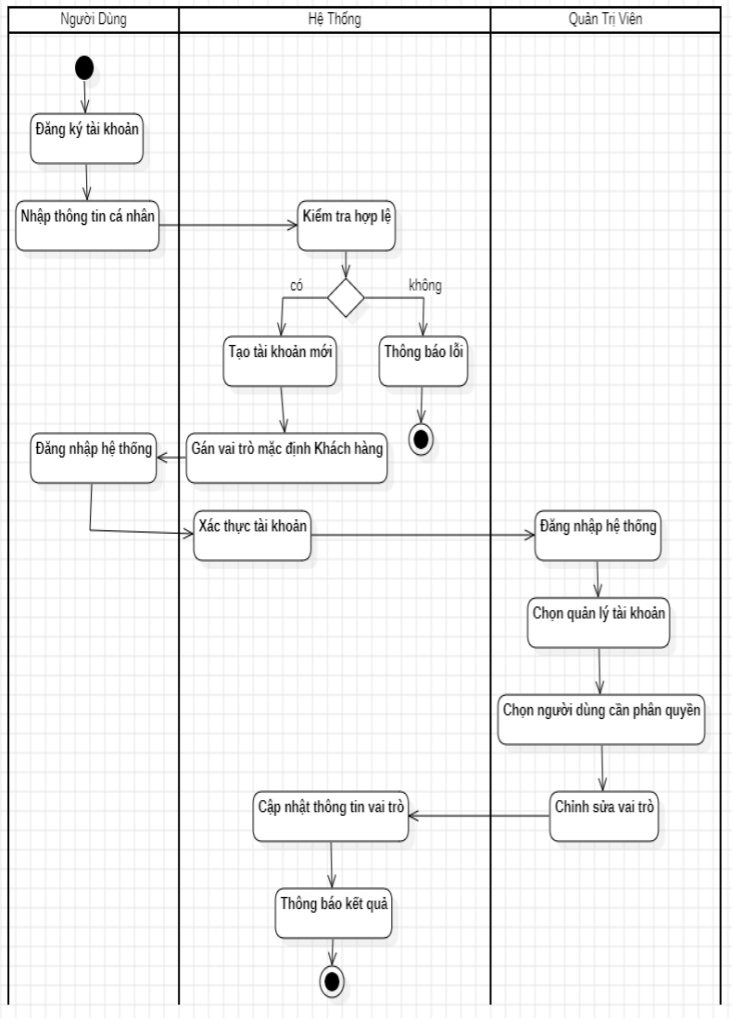 Người Dùng
Hệ Thống
Quản Trị Viên
Đăng ký tài khoản
Nhập thông tin cá nhân
Kiểm tra hợp lệ
có
không
Tạo tài khoản mới
Thông báo lỗi
Đăng nhập hệ thống
Gán vai trò mặc định Khách hàng
Xác thực tài khoản
Đăng nhập hệ thống
Chọn quản lý tài khoản
Chọn người dùng cần phân quyền
Cập nhật thông tin vai trò
Chỉnh sửa vai trò
Thông báo kết quả